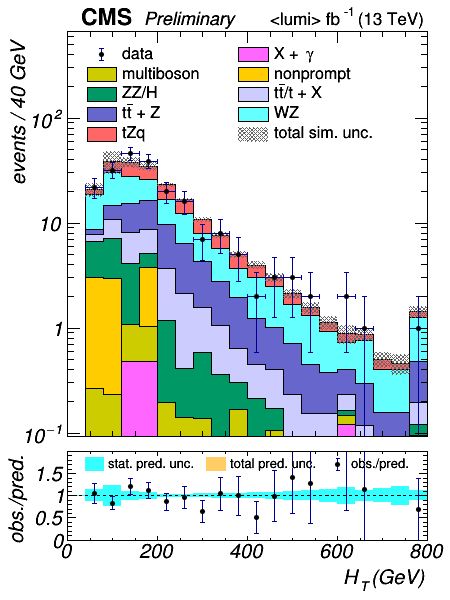 CMS Preliminary <lumi> fb⁻¹ (13 TeV)
events / 40 GeV
data
multiboson
ZZ/H
tt̄ + Z
tZq
X + γ
nonprompt
tt̄/t + X
WZ
total sim. unc.
10²
10
1
10⁻¹
stat. pred. unc. total pred. unc. obs./pred.
obs./pred.
1.5
1
0.5
0
0 200 400 600 800
H_T(GeV)